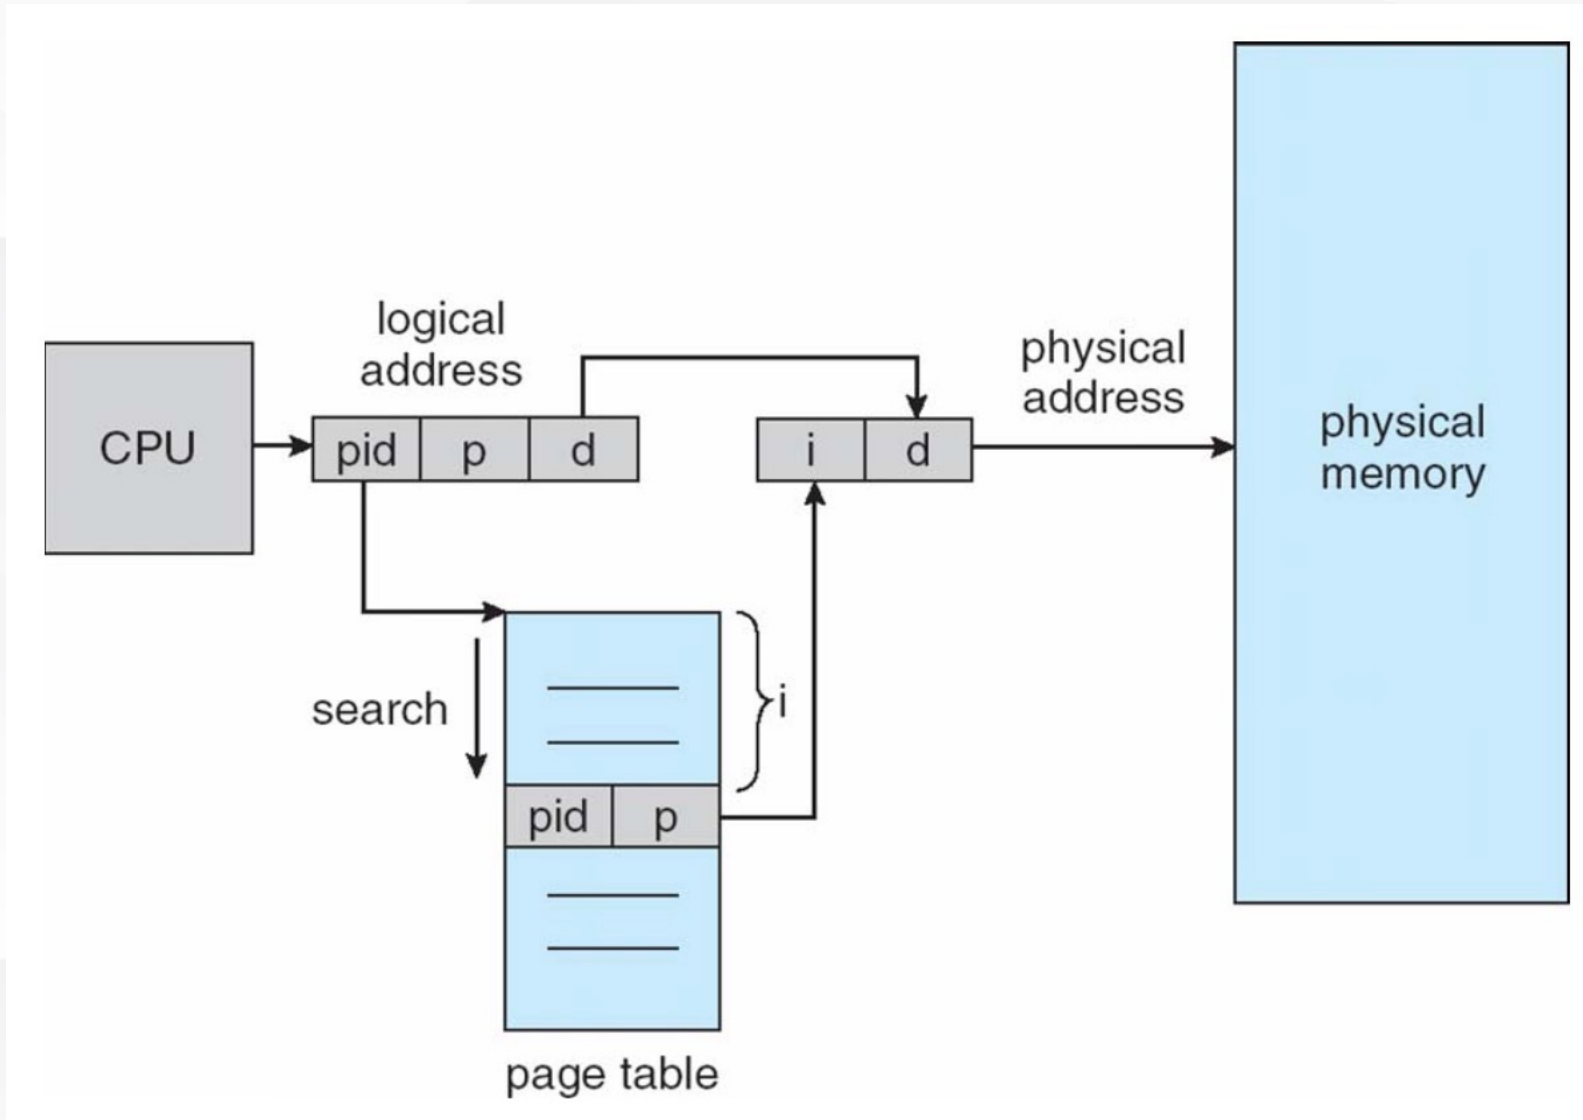 logical
address
physical
address
CPU
pid p d
i d
physical
memory
search
i
pid p
page table